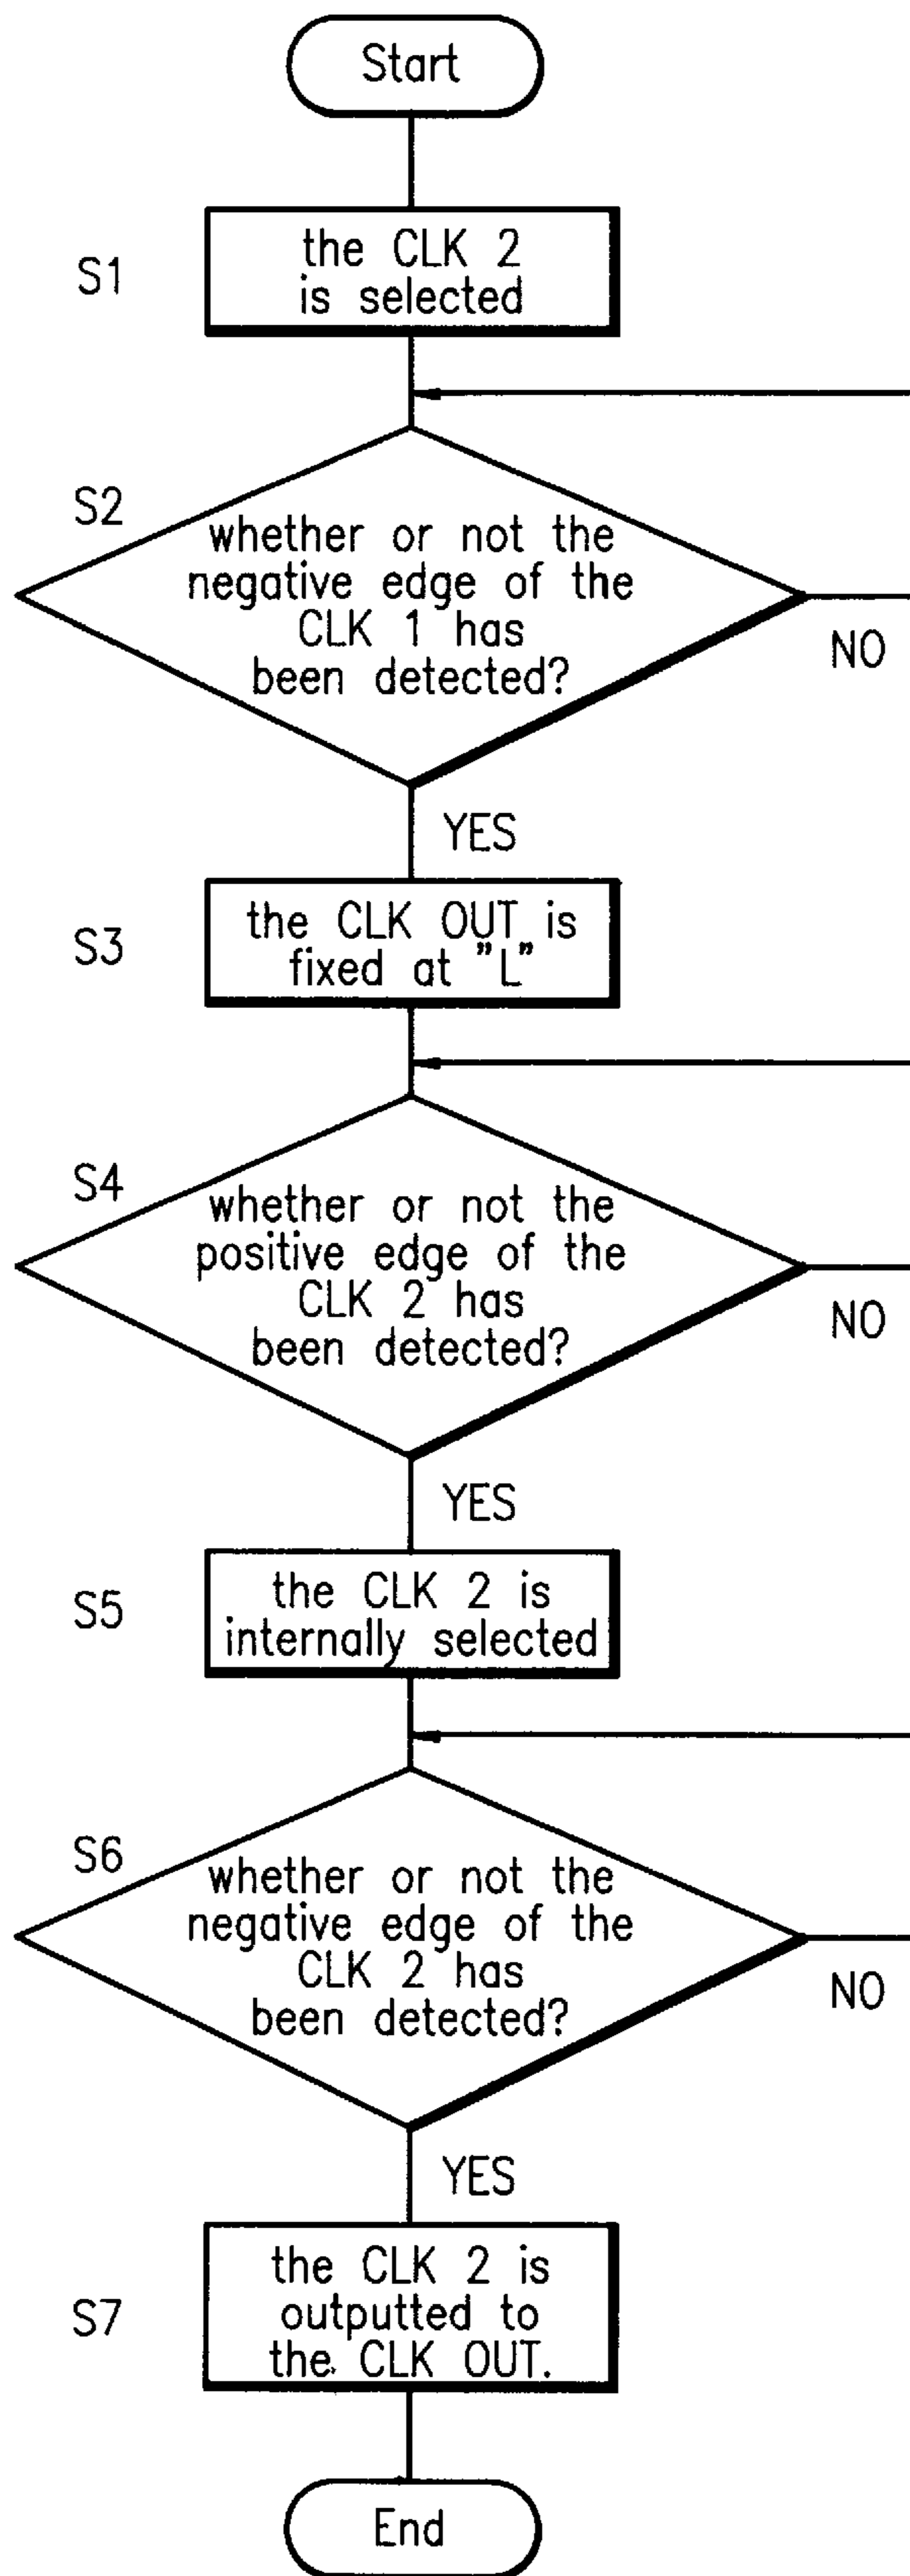 Start
S1
the CLK 2
is selected
S2
whether or not the
negative edge of the
CLK 1 has
been detected?
NO
YES
S3
the CLK OUT is
fixed at "L"
S4
whether or not the
positive edge of the
CLK 2 has
been detected?
NO
YES
S5
the CLK 2 is
internally selected
S6
whether or not the
negative edge of the
CLK 2 has
been detected?
NO
YES
S7
the CLK 2 is
outputted to
the CLK OUT.
End